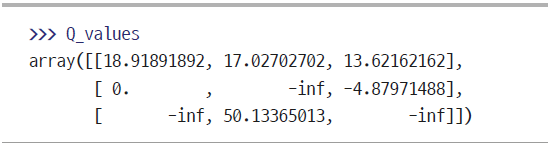 >>> Q_values
array([[18.91891892, 17.02702702, 13.62162162],
       [ 0.        ,        -inf, -4.87971488],
       [       -inf, 50.13365013,        -inf]])